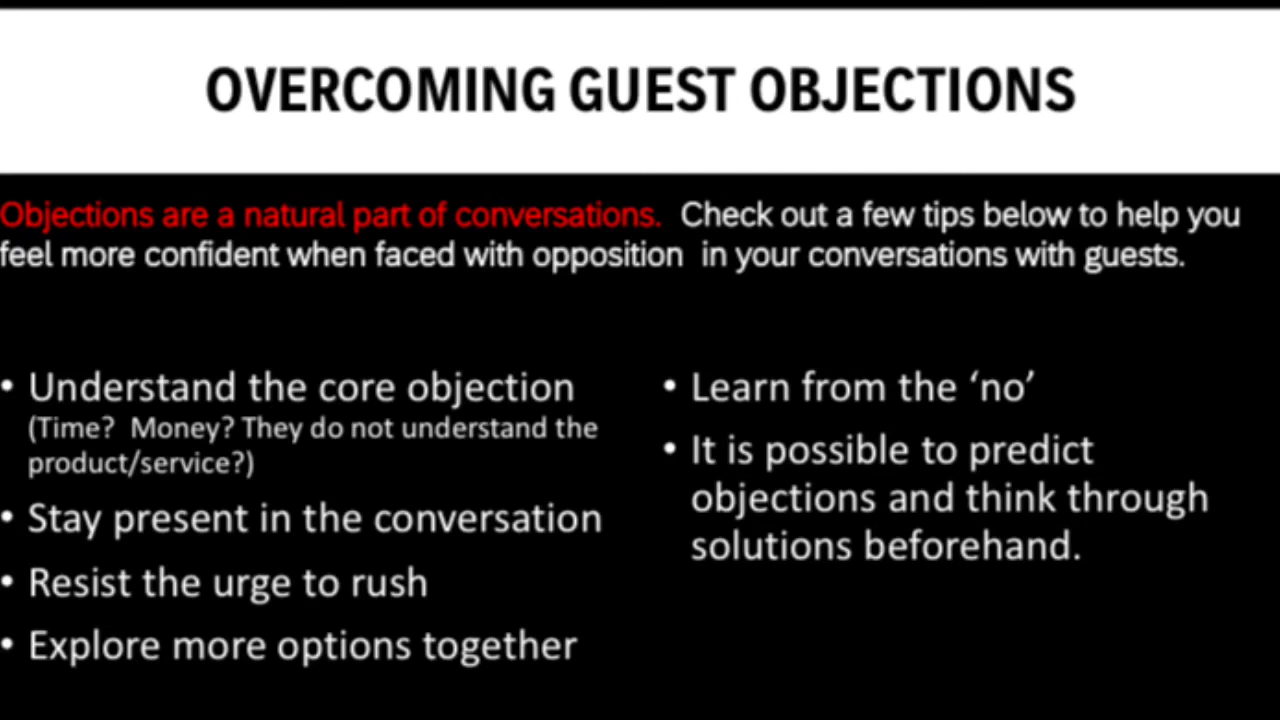 OVERCOMING GUEST OBJECTIONS
Objections are a natural part of conversations.  Check out a few tips below to help you
feel more confident when faced with opposition  in your conversations with guests.
• Understand the core objection
(Time?  Money? They do not understand the
product/service?)
• Stay present in the conversation
• Resist the urge to rush
• Explore more options together
• Learn from the ‘no’
• It is possible to predict
objections and think through
solutions beforehand.